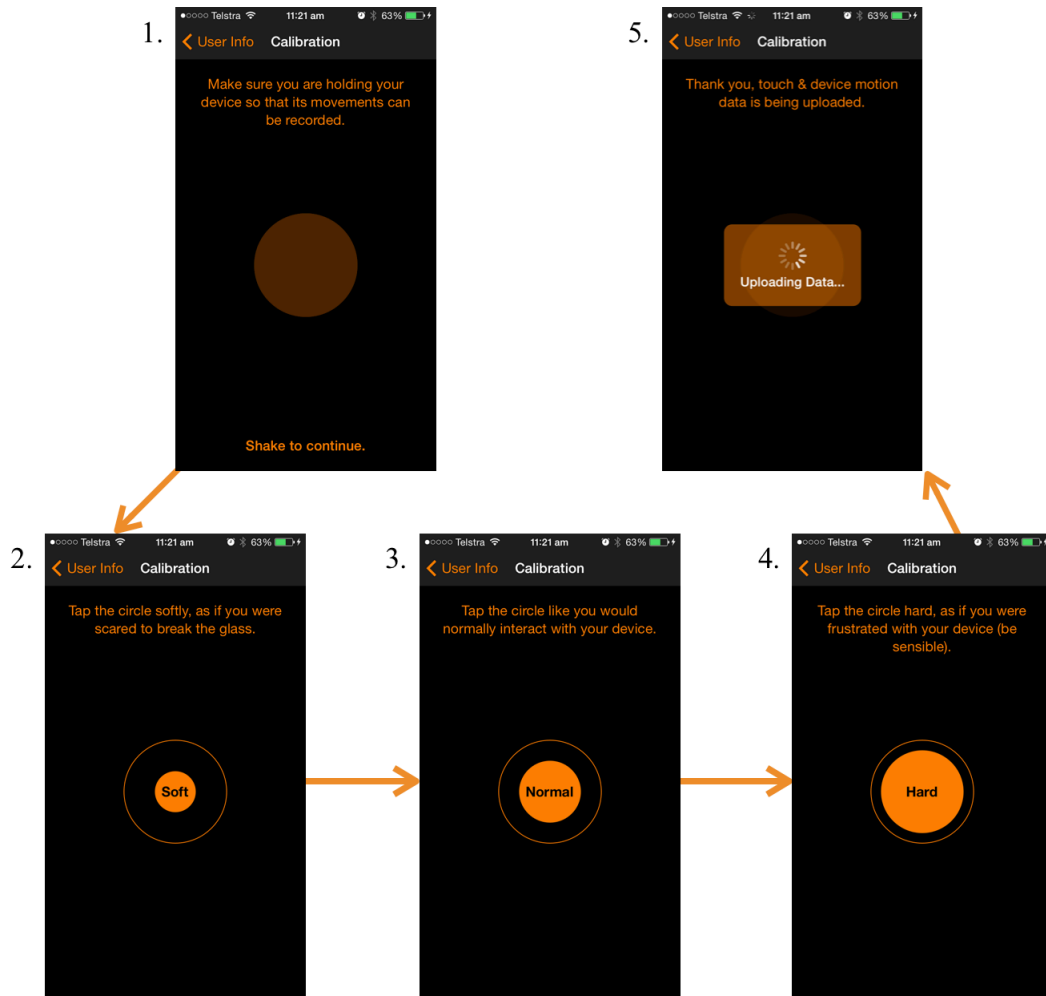 1.
●○○○○ Telstra 11:21 am 63%
User Info Calibration
Make sure you are holding your
device so that its movements can
be recorded.
Shake to continue.
2.
●○○○○ Telstra 11:21 am 63%
User Info Calibration
Tap the circle softly, as if you were
scared to break the glass.
Soft
3.
●○○○○ Telstra 11:21 am 63%
User Info Calibration
Tap the circle like you would
normally interact with your device.
Normal
4.
●○○○○ Telstra 11:21 am 63%
User Info Calibration
Tap the circle hard, as if you were
frustrated with your device (be
sensible).
Hard
5.
●○○○○ Telstra 11:21 am 63%
User Info Calibration
Thank you, touch & device motion
data is being uploaded.
Uploading Data...